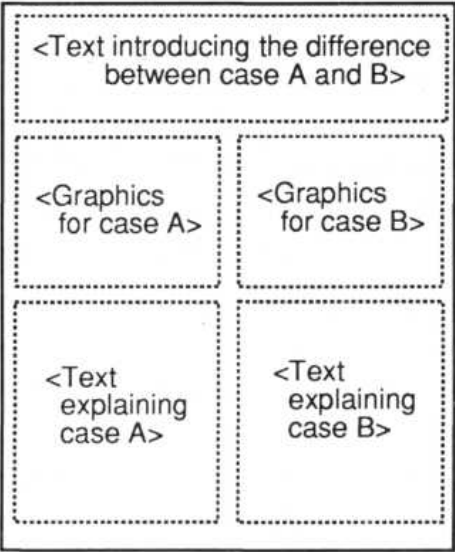 <Text introducing the difference
between case A and B>
<Graphics
for case A>
<Graphics
for case B>
<Text
explaining
case A>
<Text
explaining
case B>